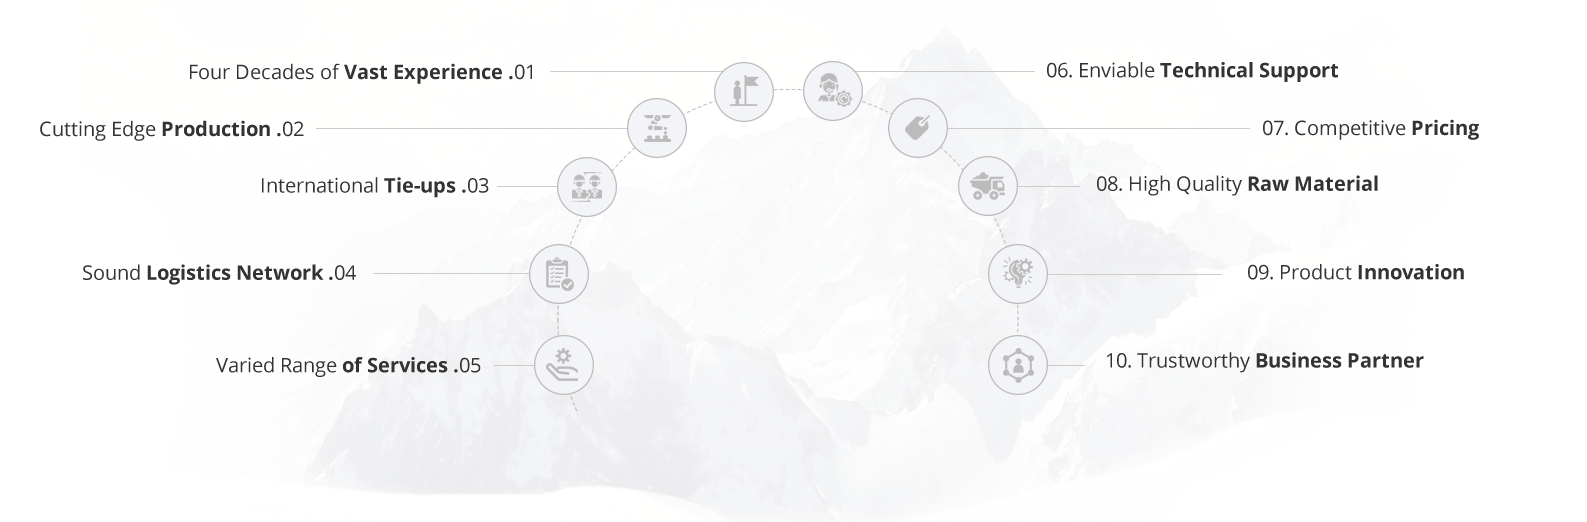 Four Decades of Vast Experience .01
Cutting Edge Production .02
International Tie-ups .03
Sound Logistics Network .04
Varied Range of Services .05
06. Enviable Technical Support
07. Competitive Pricing
08. High Quality Raw Material
09. Product Innovation
10. Trustworthy Business Partner